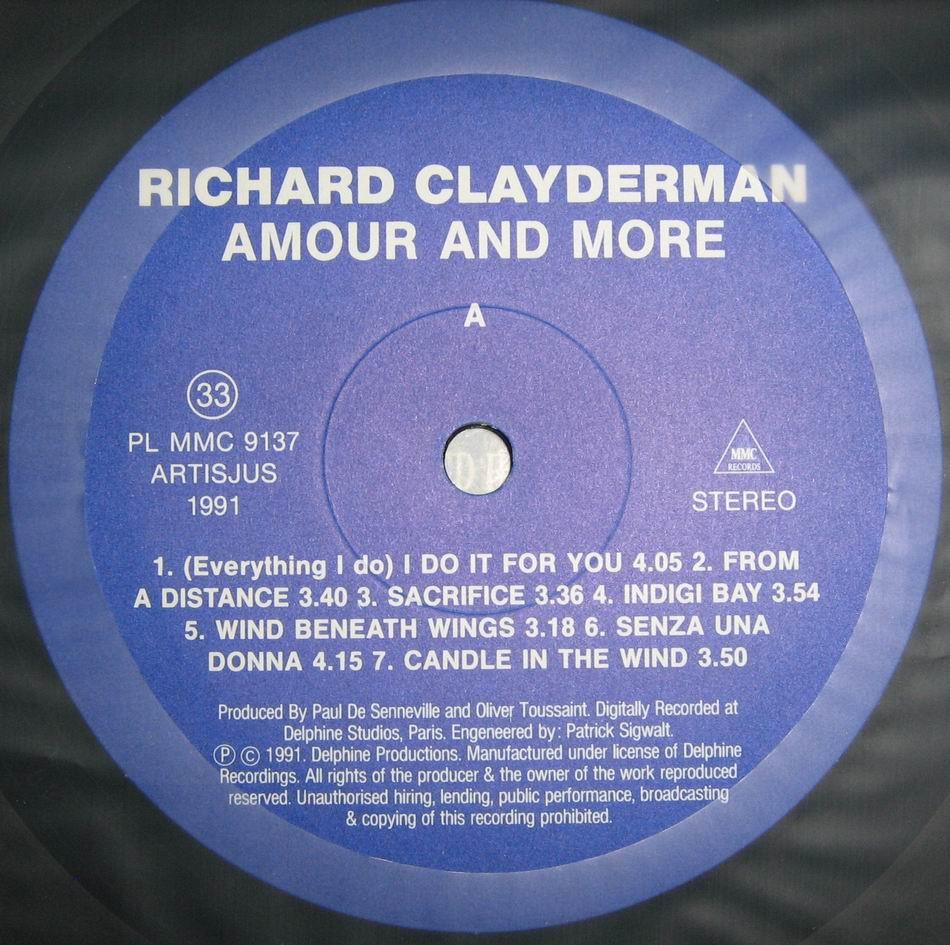 RICHARD CLAYDERMAN
AMOUR AND MORE
A
33
PL MMC 9137
ARTISJUS
1991
MMC
RECORDS
STEREO
1. (Everything I do) I DO IT FOR YOU 4.05 2. FROM
A DISTANCE 3.40 3. SACRIFICE 3.36 4. INDIGI BAY 3.54
5. WIND BENEATH WINGS 3.18 6. SENZA UNA
DONNA 4.15 7. CANDLE IN THE WIND 3.50
Produced By Paul De Senneville and Oliver Toussaint. Digitally Recorded at
Delphine Studios, Paris. Engeneered by: Patrick Sigwalt.
Ⓟ © 1991. Delphine Productions. Manufactured under license of Delphine
Recordings. All rights of the producer & the owner of the work reproduced
reserved. Unauthorised hiring, lending, public performance, broadcasting
& copying of this recording prohibited.